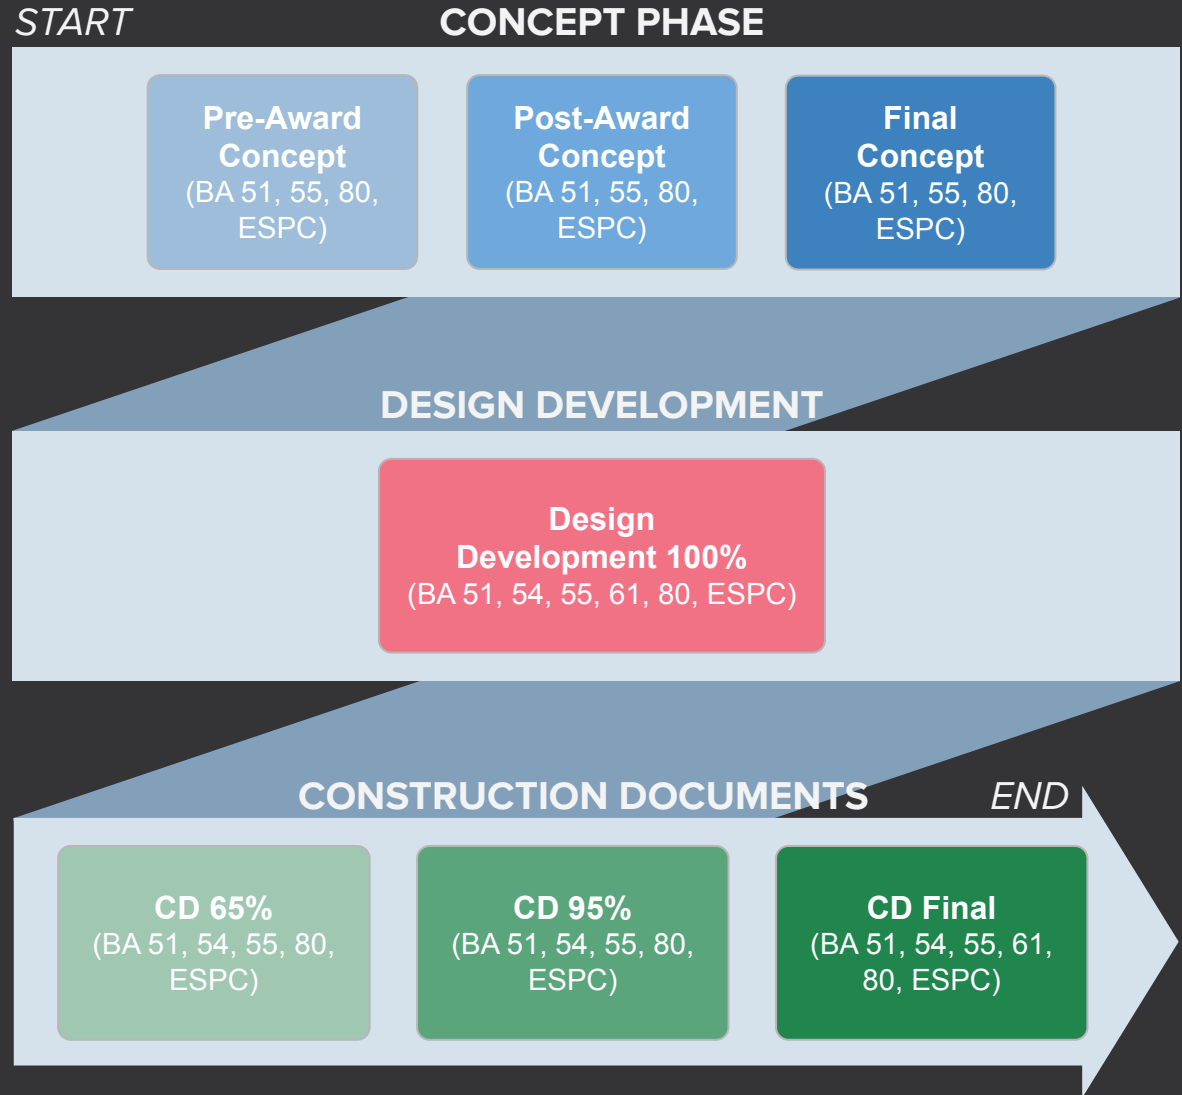 START
CONCEPT PHASE
Pre-Award
Concept
(BA 51, 55, 80,
ESPC)
Post-Award
Concept
(BA 51, 55, 80,
ESPC)
Final
Concept
(BA 51, 55, 80,
ESPC)
DESIGN DEVELOPMENT
Design
Development 100%
(BA 51, 54, 55, 61, 80, ESPC)
CONSTRUCTION DOCUMENTS
END
CD 65%
(BA 51, 54, 55, 80,
ESPC)
CD 95%
(BA 51, 54, 55, 80,
ESPC)
CD Final
(BA 51, 54, 55, 61,
80, ESPC)